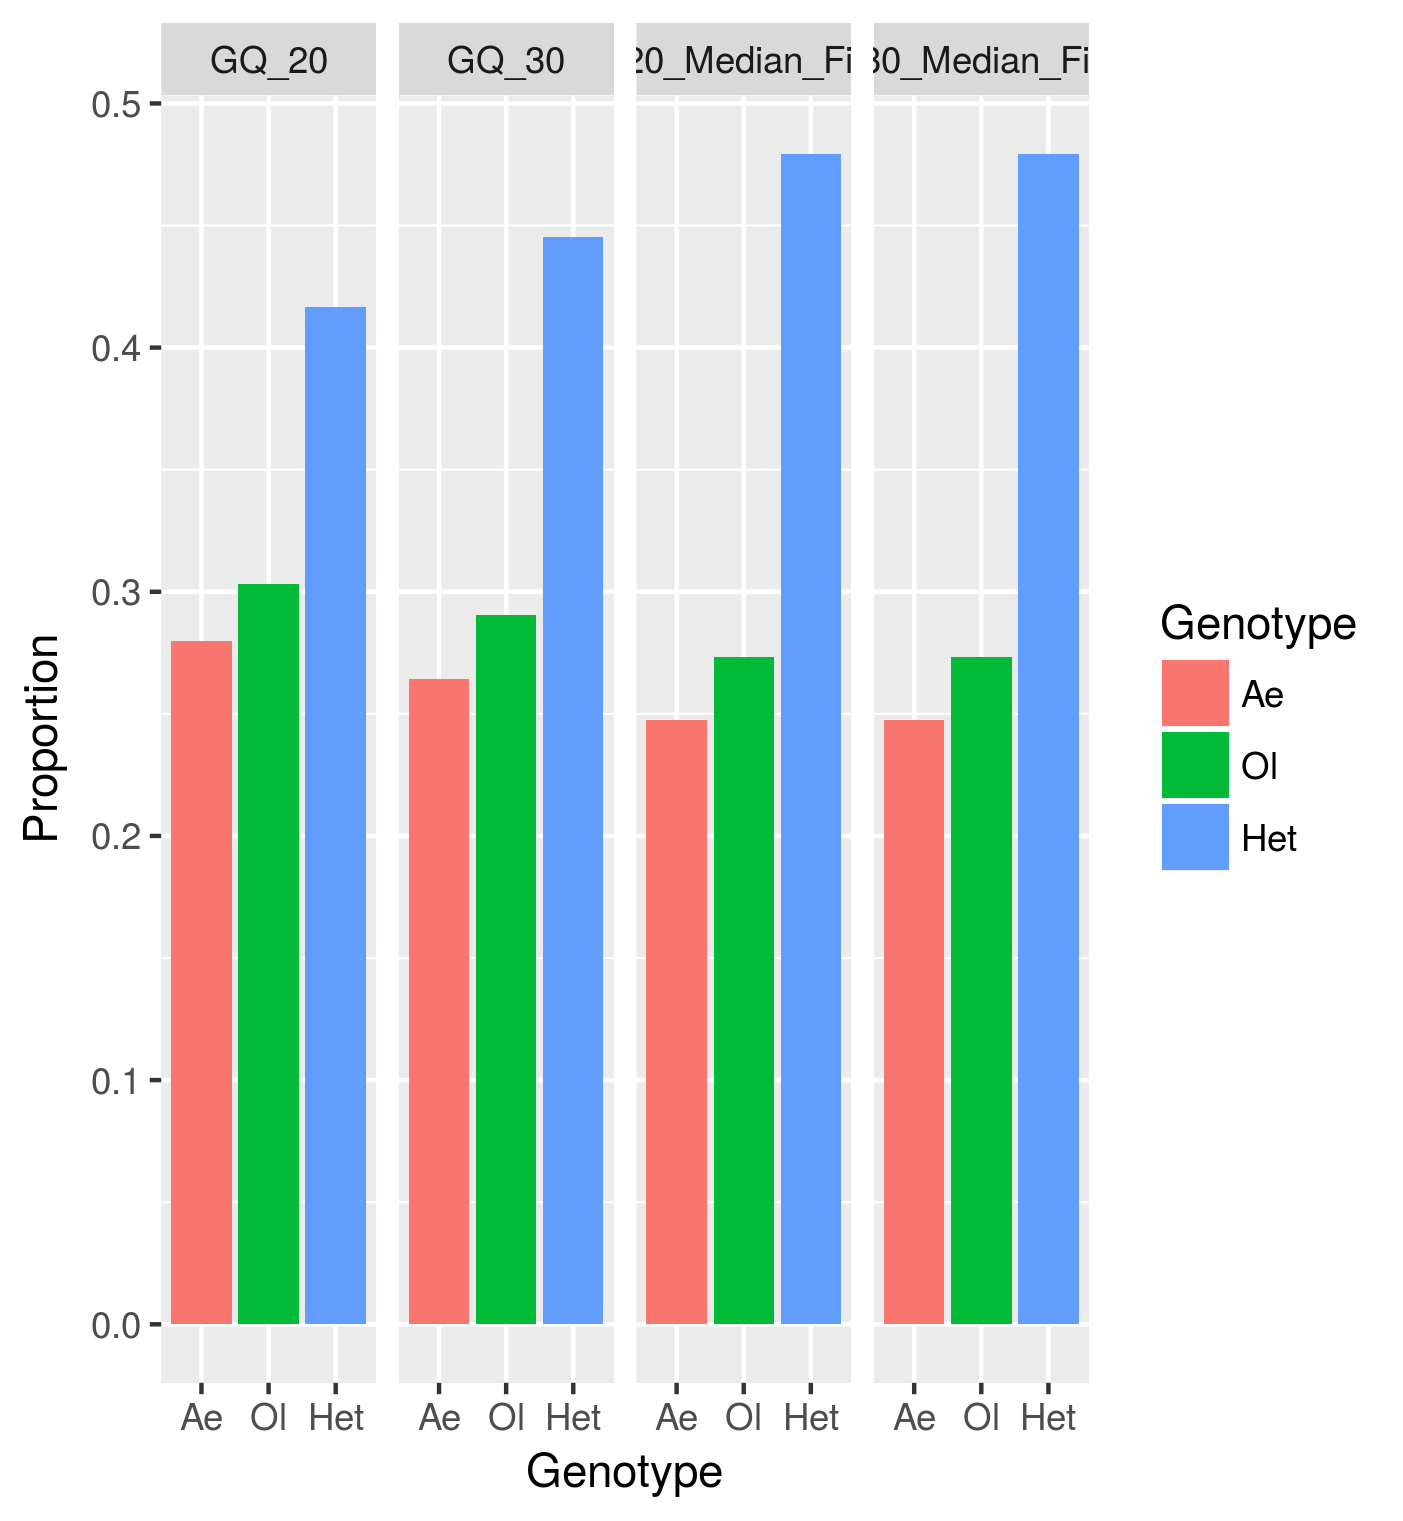 GQ_20
GQ_30
20_Median_Fi
30_Median_Fi
0.5
0.4
0.3
0.2
0.1
0.0
Proportion
Ae Ol Het
Ae Ol Het
Ae Ol Het
Ae Ol Het
Genotype
Genotype
Ae
Ol
Het